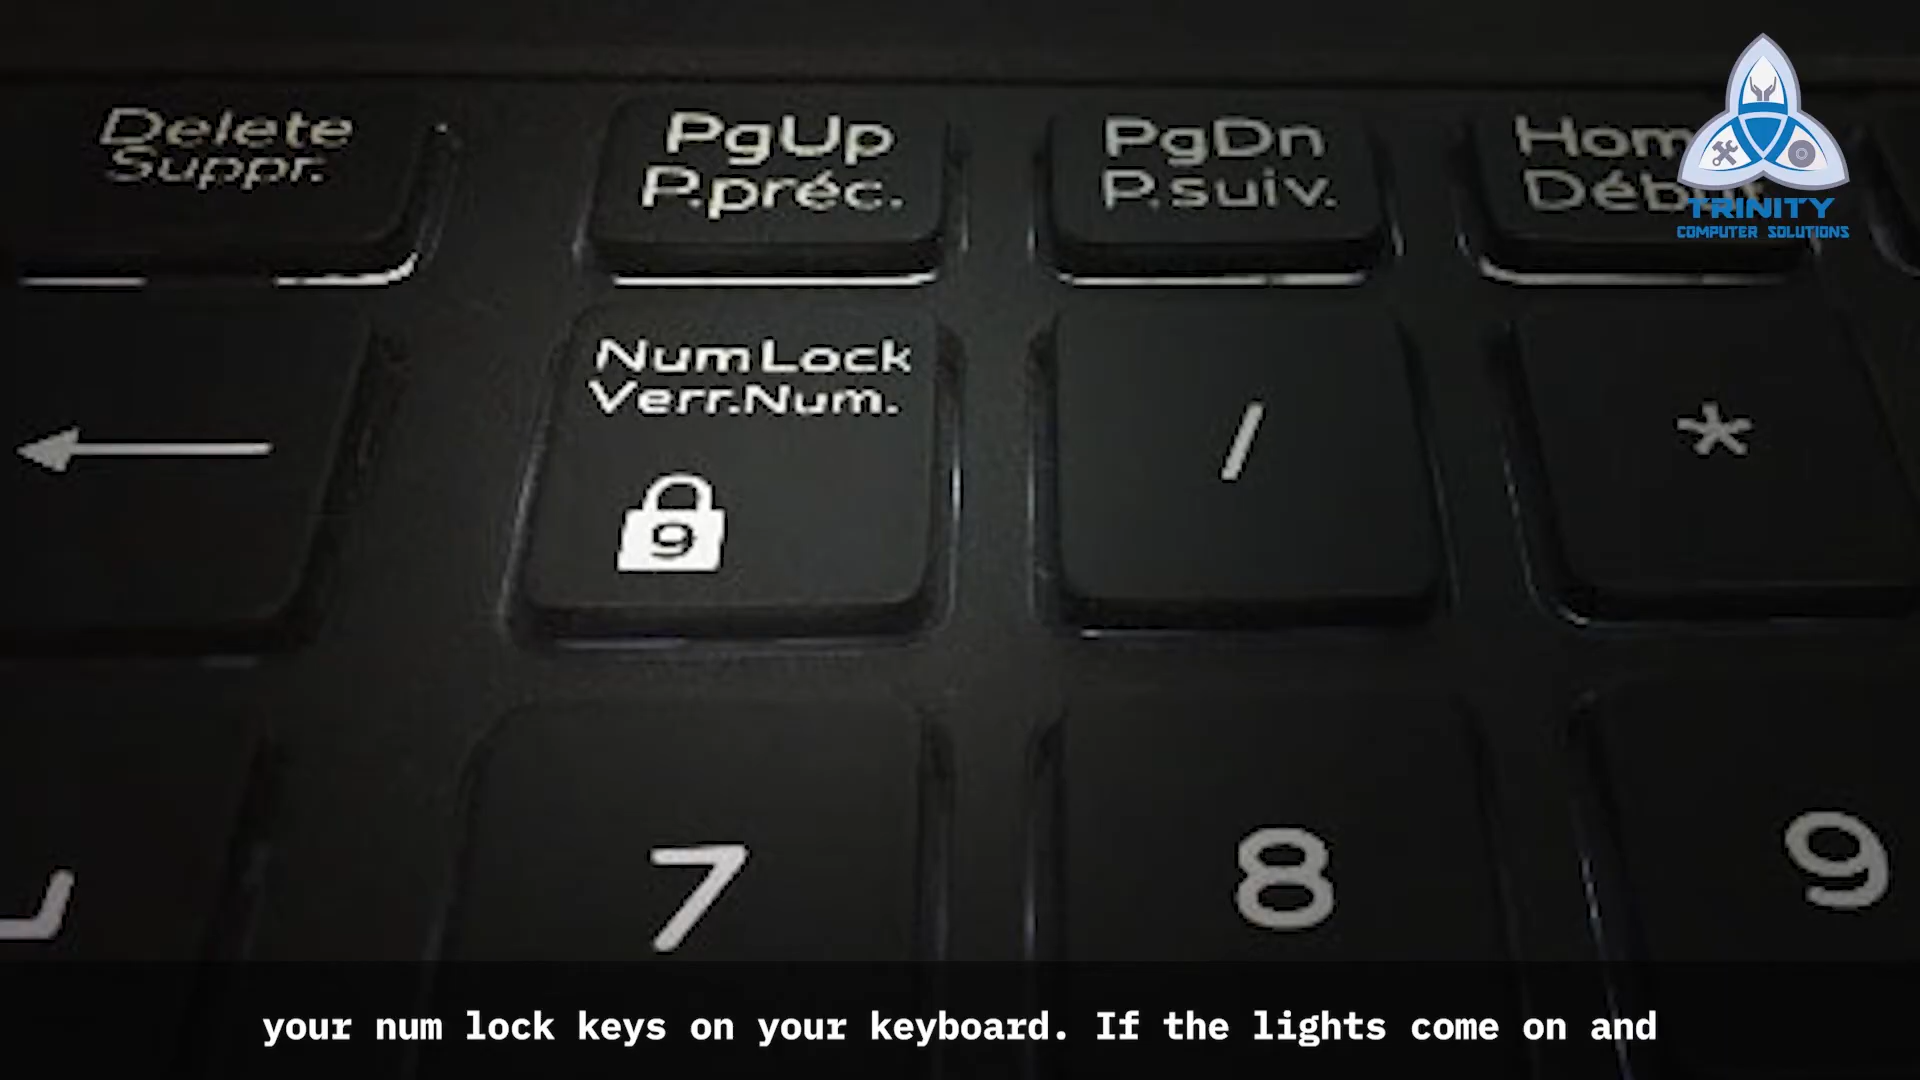 Delete
Suppr.
PgUp
P.préc.
PgDn
P.suiv.
Hom
Début
TRINITY
COMPUTER SOLUTIONS
NumLock
Verr.Num.
9
/
*
7
8
9
your num lock keys on your keyboard. If the lights come on and